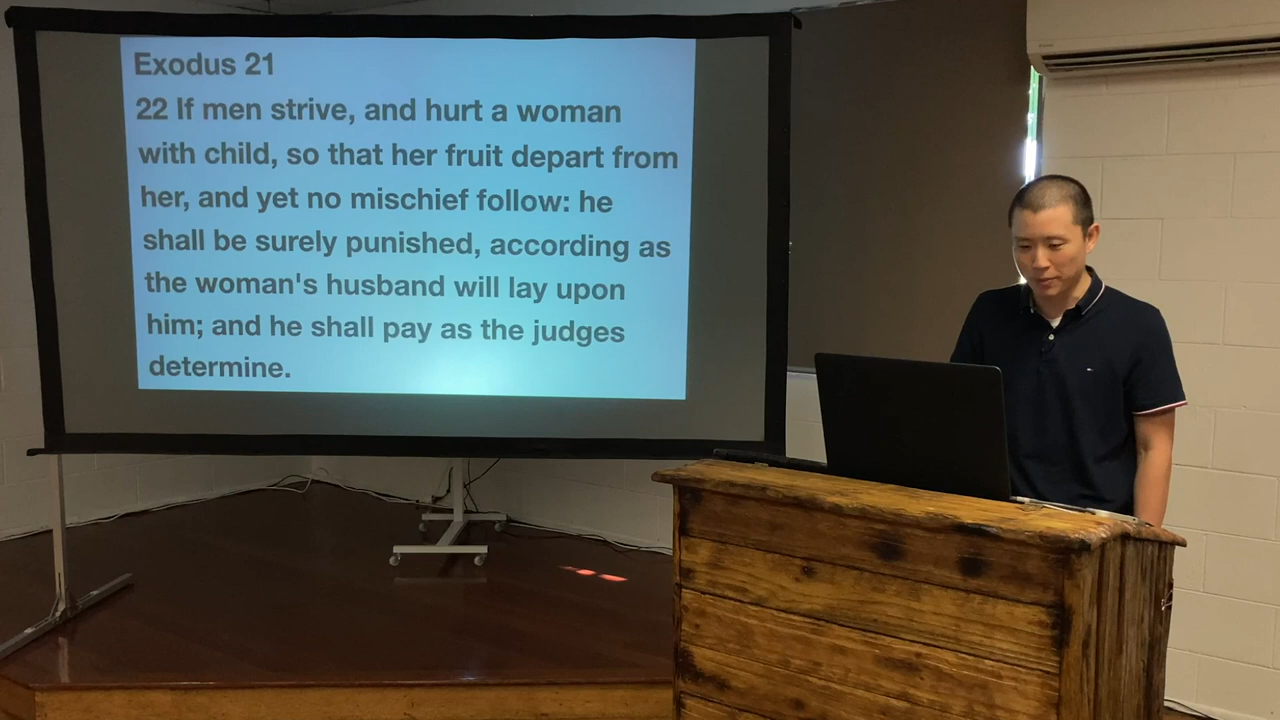 Exodus 21
22 If men strive, and hurt a woman
with child, so that her fruit depart from
her, and yet no mischief follow: he
shall be surely punished, according as
the woman's husband will lay upon
him; and he shall pay as the judges
determine.